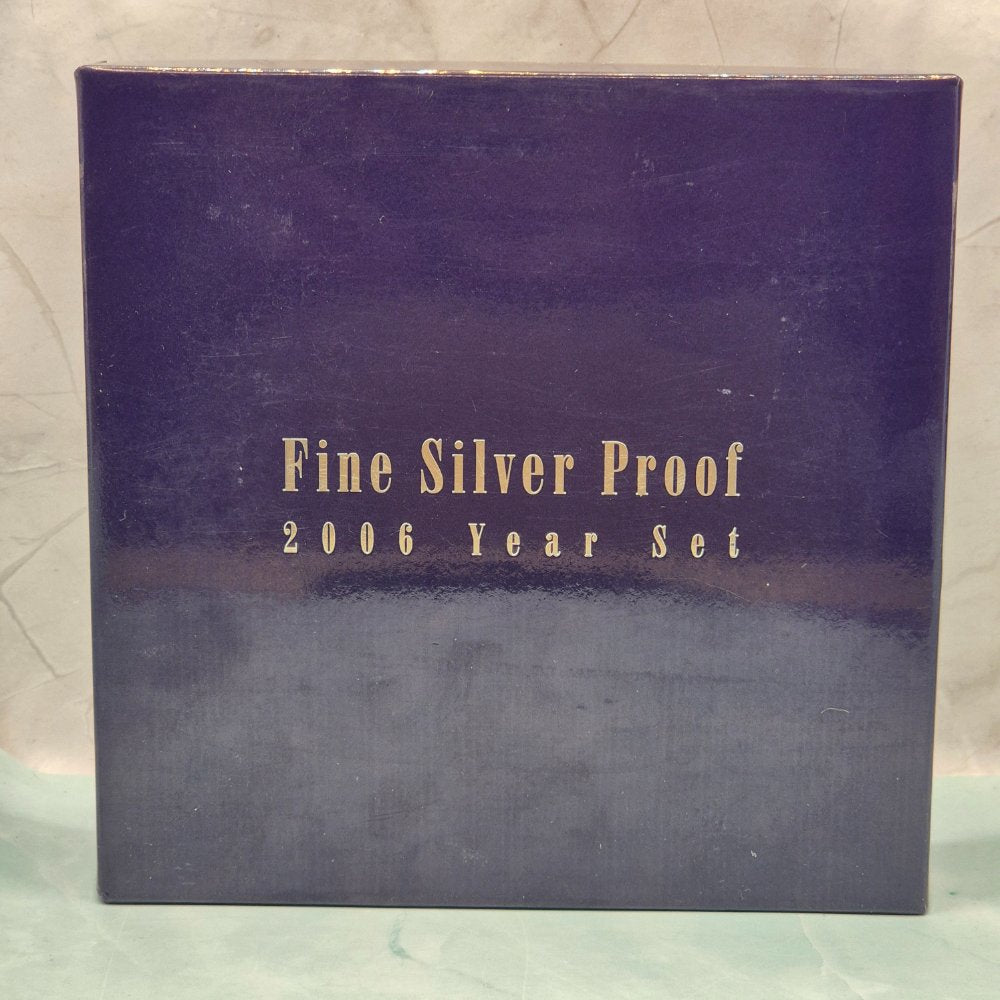 Fine Silver Proof
2006 Year Set